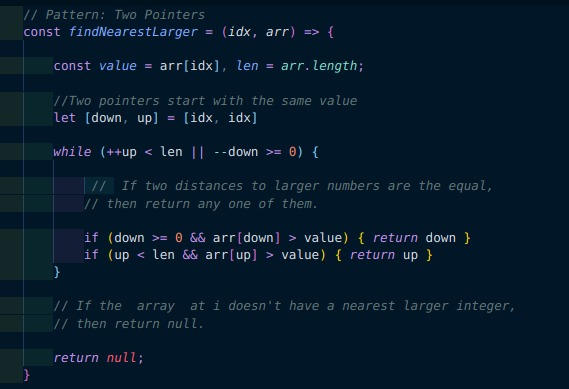 // Pattern: Two Pointers
const findNearestLarger = (idx, arr) => {
const value = arr[idx], len = arr.length;
//Two pointers start with the same value
let [down, up] = [idx, idx]
while (++up < len || --down >= 0) {
// If two distances to larger numbers are the equal,
// then return any one of them.
if (down >= 0 && arr[down] > value) { return down }
if (up < len && arr[up] > value) { return up }
}
// If the  array  at i doesn't have a nearest larger integer,
// then return null.
return null;
}